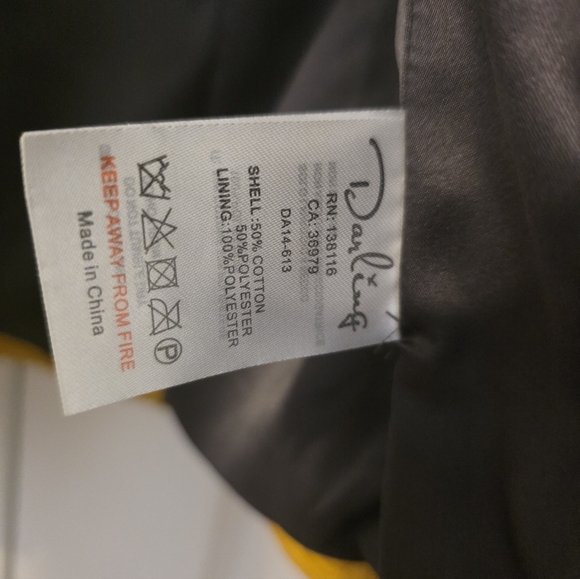 Darling
RN: 138116
CA: 36979
DA14-613
SHELL:50% COTTON
50%POLYESTER
LINING:100%POLYESTER
P
KEEP AWAY FROM FIRE
Made in China